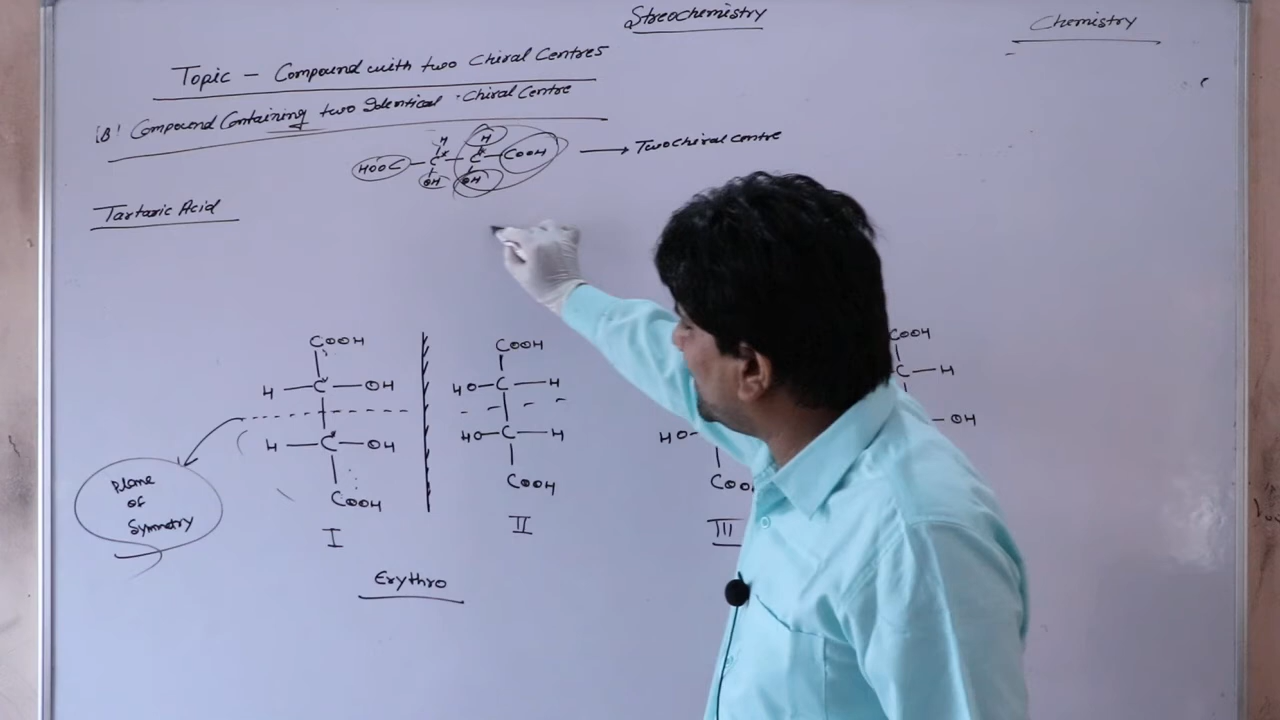 Streochemistry
Chemistry
Topic – Compound with two Chiral Centres
(B) Compound Containing two Identical Chiral Centre
H H
HOOC – C* – C* – COOH → Two chiral centre
OH OH
Tartaric Acid
COOH
H – C* – OH
H – C* – OH
COOH
I
Plane
of
Symmetry
COOH
HO – C – H
HO – C – H
COOH
II
Erythro
HO –
COO
III
COOH
C – H
– OH